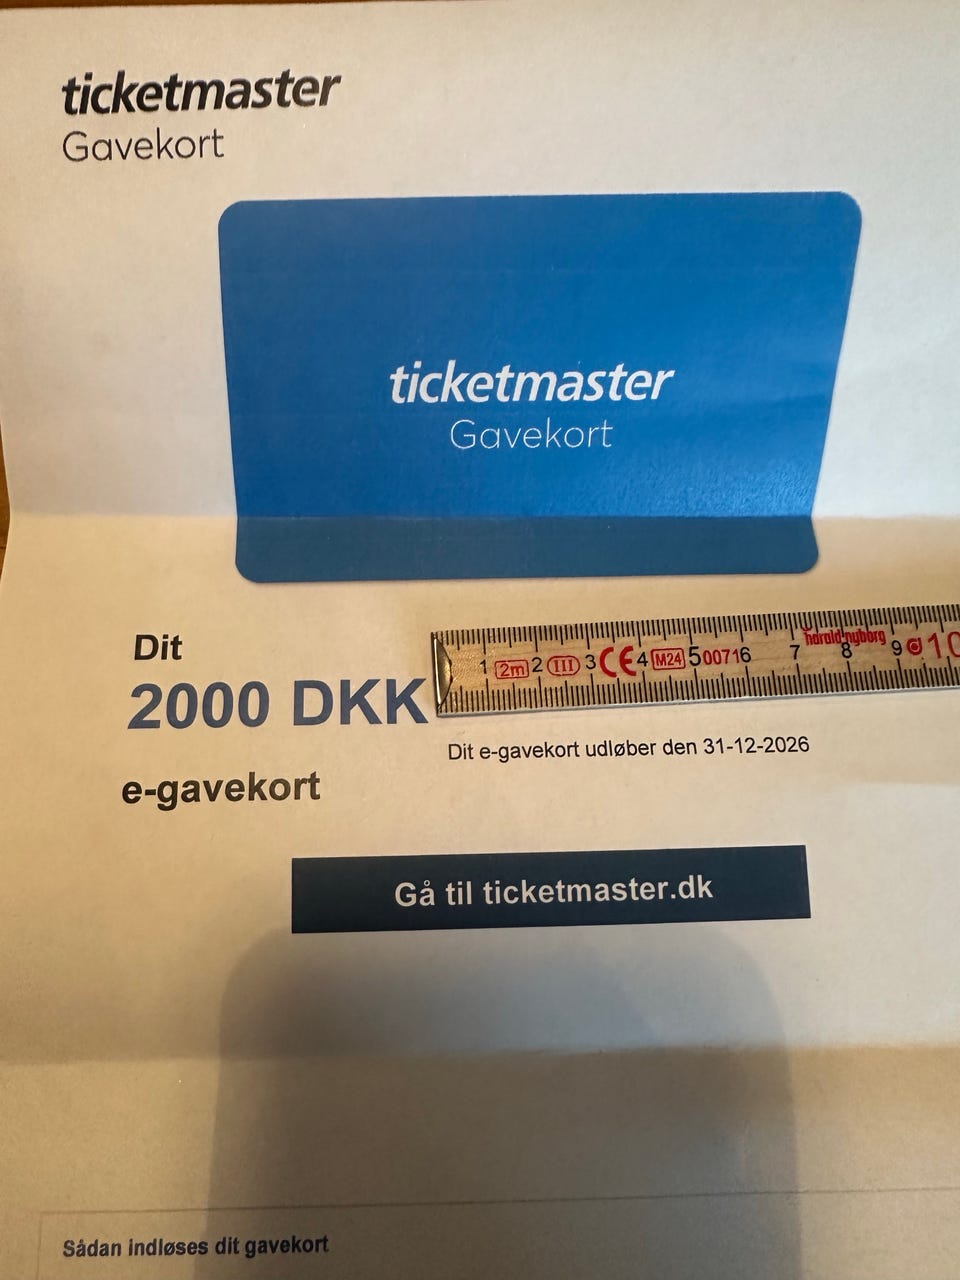 ticketmaster
Gavekort
ticketmaster
Gavekort
Dit
2000 DKK
e-gavekort
1 2m 2 III 3 CE 4 M24 5 00716 6 7 harald nyborg 8 9 10
Dit e-gavekort udløber den 31-12-2026
Gå til ticketmaster.dk
Sådan indløses dit gavekort